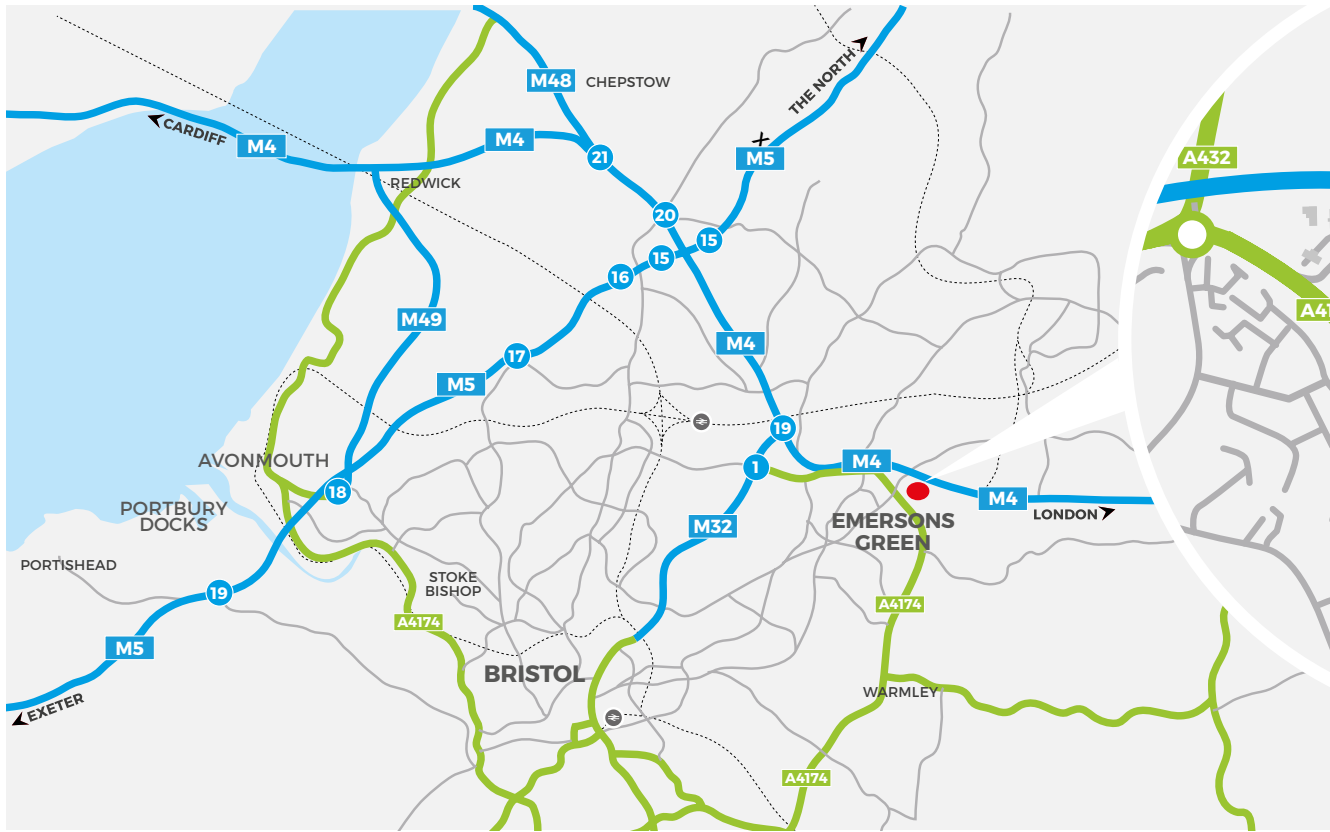 M48
CHEPSTOW
THE NORTH
CARDIFF
M4
M4
21
M5
A432
REDWICK
20
15
15
16
M49
M4
17
M5
19
AVONMOUTH
1
M4
18
M4
LONDON
PORTBURY
DOCKS
M32
EMERSONS
GREEN
PORTISHEAD
STOKE
BISHOP
19
A4174
A4174
M5
BRISTOL
WARMLEY
EXETER
A4174